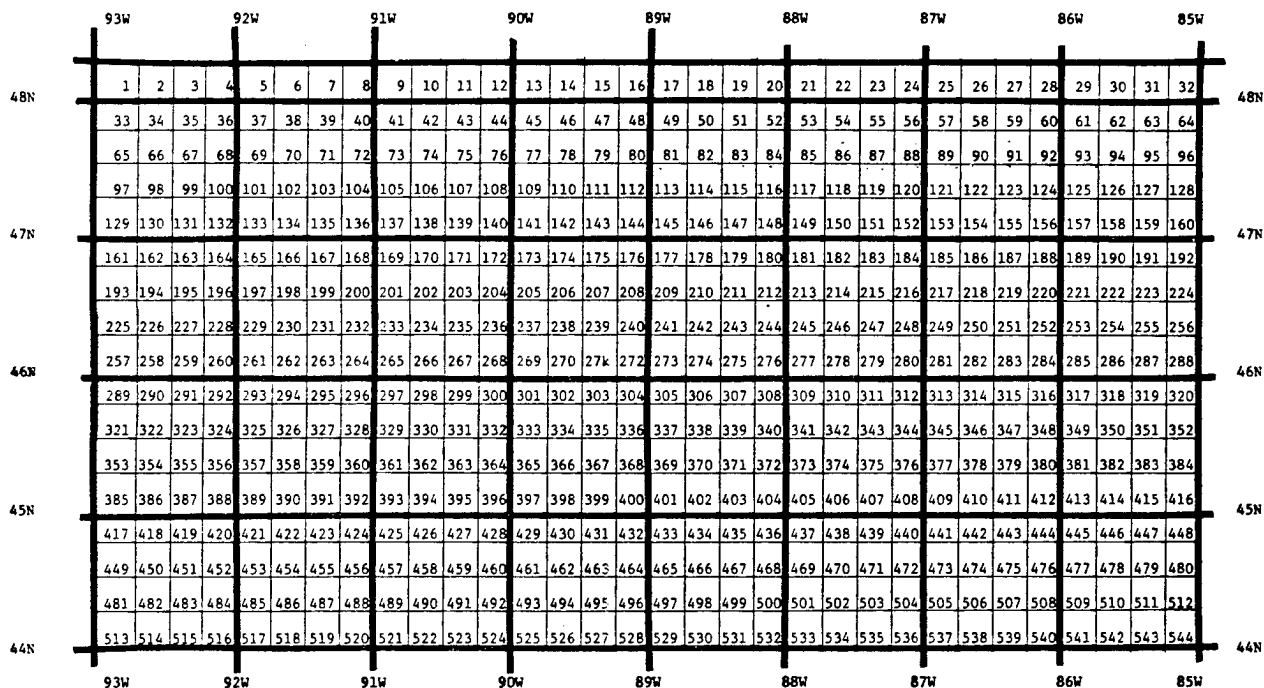 93W 92W 91W 90W 89W 88W 87W 86W 85W
1 2 3 4 5 6 7 8 9 10 11 12 13 14 15 16 17 18 19 20 21 22 23 24 25 26 27 28 29 30 31 32
48N 48N
33 34 35 36 37 38 39 40 41 42 43 44 45 46 47 48 49 50 51 52 53 54 55 56 57 58 59 60 61 62 63 64
65 66 67 68 69 70 71 72 73 74 75 76 77 78 79 80 81 82 83 84 85 86 87 88 89 90 91 92 93 94 95 96
97 98 99 100 101 102 103 104 105 106 107 108 109 110 111 112 113 114 115 116 117 118 119 120 121 122 123 124 125 126 127 128
129 130 131 132 133 134 135 136 137 138 139 140 141 142 143 144 145 146 147 148 149 150 151 152 153 154 155 156 157 158 159 160
47N 47N
161 162 163 164 165 166 167 168 169 170 171 172 173 174 175 176 177 178 179 180 181 182 183 184 185 186 187 188 189 190 191 192
193 194 195 196 197 198 199 200 201 202 203 204 205 206 207 208 209 210 211 212 213 214 215 216 217 218 219 220 221 222 223 224
225 226 227 228 229 230 231 232 233 234 235 236 237 238 239 240 241 242 243 244 245 246 247 248 249 250 251 252 253 254 255 256
257 258 259 260 261 262 263 264 265 266 267 268 269 270 27k 272 273 274 275 276 277 278 279 280 281 282 283 284 285 286 287 288
46N 46N
289 290 291 292 293 294 295 296 297 298 299 300 301 302 303 304 305 306 307 308 309 310 311 312 313 314 315 316 317 318 319 320
321 322 323 324 325 326 327 328 329 330 331 332 333 334 335 336 337 338 339 340 341 342 343 344 345 346 347 348 349 350 351 352
353 354 355 356 357 358 359 360 361 362 363 364 365 366 367 368 369 370 371 372 373 374 375 376 377 378 379 380 381 382 383 384
385 386 387 388 389 390 391 392 393 394 395 396 397 398 399 400 401 402 403 404 405 406 407 408 409 410 411 412 413 414 415 416
45N 45N
417 418 419 420 421 422 423 424 425 426 427 428 429 430 431 432 433 434 435 436 437 438 439 440 441 442 443 444 445 446 447 448
449 450 451 452 453 454 455 456 457 458 459 460 461 462 463 464 465 466 467 468 469 470 471 472 473 474 475 476 477 478 479 480
481 482 483 484 485 486 487 488 489 490 491 492 493 494 495 496 497 498 499 500 501 502 503 504 505 506 507 508 509 510 511 512
513 514 515 516 517 518 519 520 521 522 523 524 525 526 527 528 529 530 531 532 533 534 535 536 537 538 539 540 541 542 543 544
44N 44N
93W 92W 91W 90W 89W 88W 87W 86W 85W